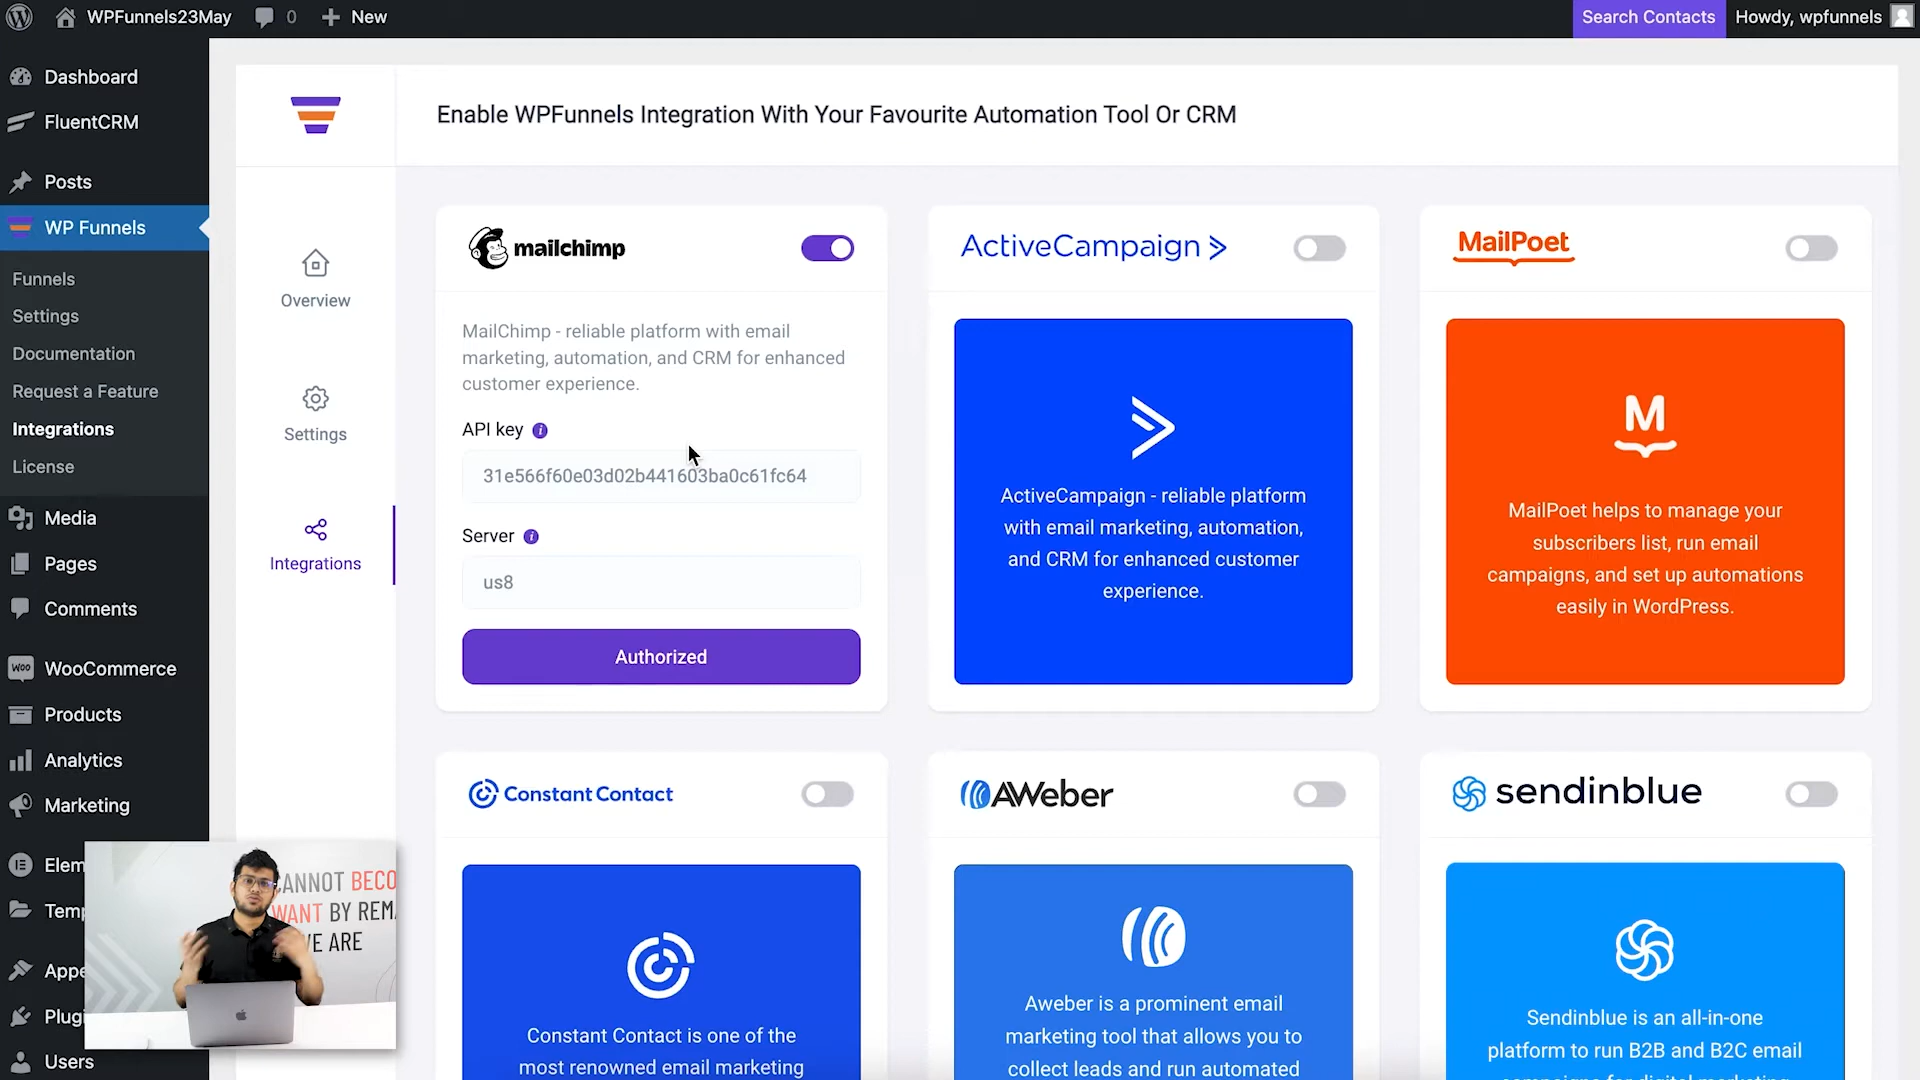 WPFunnels23May
0
New
Search Contacts
Howdy, wpfunnels
Dashboard
FluentCRM
Posts
WP Funnels
Funnels
Settings
Documentation
Request a Feature
Integrations
License
Media
Pages
Comments
WooCommerce
Products
Analytics
Marketing
Elem
Temp
Appe
Plugi
Users
Overview
Settings
Integrations
Enable WPFunnels Integration With Your Favourite Automation Tool Or CRM
mailchimp
MailChimp - reliable platform with email
marketing, automation, and CRM for enhanced
customer experience.
API key
31e566f60e03d02b441603ba0c61fc64
Server
us8
Authorized
ActiveCampaign >
ActiveCampaign - reliable platform
with email marketing, automation,
and CRM for enhanced customer
experience.
MailPoet
M
MailPoet helps to manage your
subscribers list, run email
campaigns, and set up automations
easily in WordPress.
Constant Contact
Constant Contact is one of the
most renowned email marketing
AWeber
Aweber is a prominent email
marketing tool that allows you to
collect leads and run automated
sendinblue
Sendinblue is an all-in-one
platform to run B2B and B2C email
campaigns for digital marketing
CANNOT BECO
WANT BY REMA
WE ARE